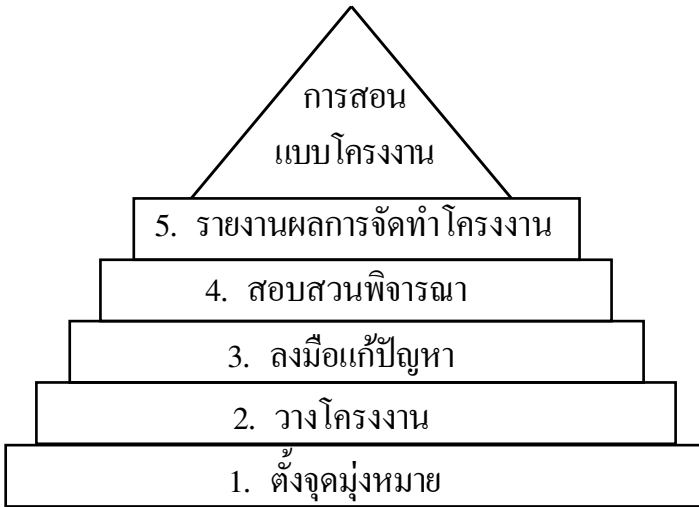 การสอน
แบบโครงงาน
5. รายงานผลการจัดทำโครงงาน
4. สอบสวนพิจารณา
3. ลงมือแก้ปัญหา
2. วางโครงงาน
1. ตั้งจุดมุ่งหมาย